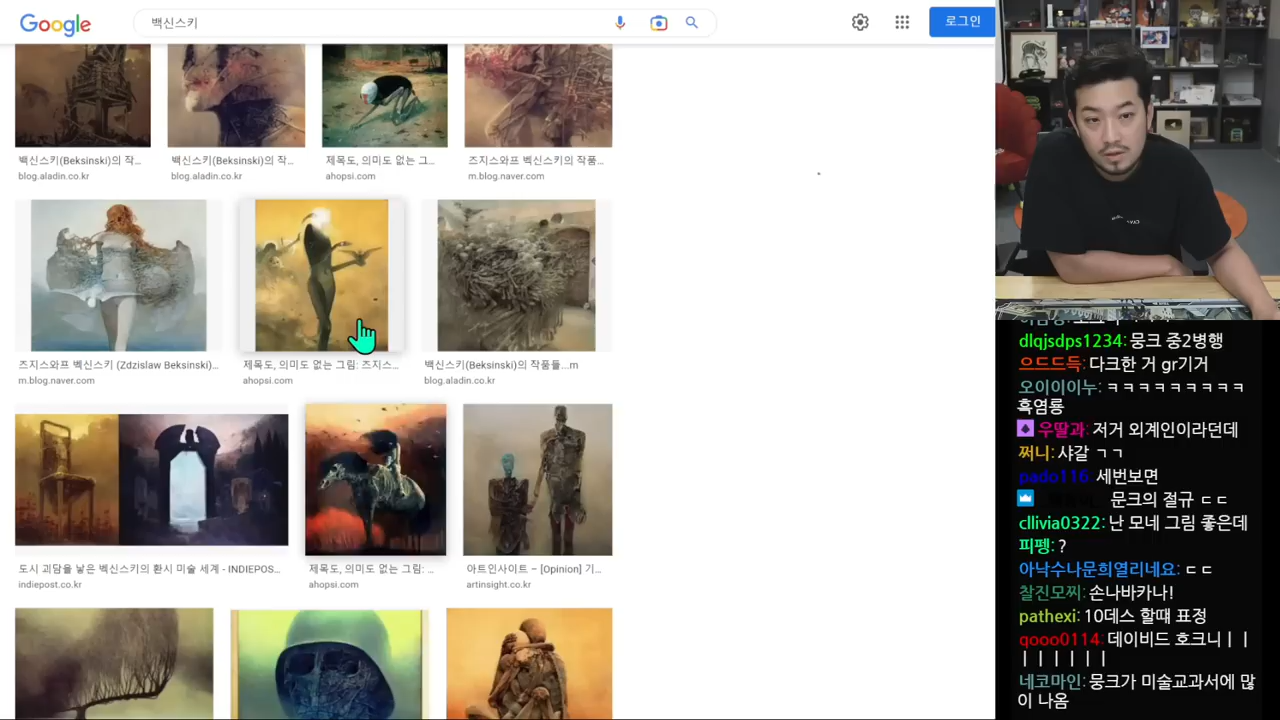 Google
백신스키
로그인
백신스키(Beksinski)의 작...
blog.aladin.co.kr
백신스키(Beksinski)의 작...
blog.aladin.co.kr
제목도, 의미도 없는 그...
ahopsi.com
즈지스와프 벡신스키의 작품...
m.blog.naver.com
즈지스와프 벡신스키 (Zdzislaw Beksinski)...
m.blog.naver.com
제목도, 의미도 없는 그림: 즈지스...
ahopsi.com
백신스키(Beksinski)의 작품들...m
blog.aladin.co.kr
도시 괴담을 낳은 벡신스키의 환시 미술 세계 - INDIEPOS...
indiepost.co.kr
제목도, 의미도 없는 그림: ...
ahopsi.com
아트인사이트 – [Opinion] 기...
artinsight.co.kr
dlqjsdps1234: 뭉크 중2병행
으드드득: 다크한 거 gr기거
오이이이누: ㅋㅋㅋㅋㅋㅋㅋㅋㅋ
흑염룡
우딸과: 저거 외계인이라던데
쩌니: 샤갈 ㄱㄱ
pado116 세번보면
문크의 절규 ㄷㄷ
cllivia0322: 난 모네 그림 좋은데
피펭: ?
아낙수나문희열리네요: ㄷㄷ
찰진모찌: 손나바카나!
pathexi: 10데스 할떄 표정
qooo0114: 데이비드 호크니ㅣㅣ
ㅣㅣㅣㅣㅣㅣ
네코마인: 뭉크가 미술교과서에 많
이 나옴